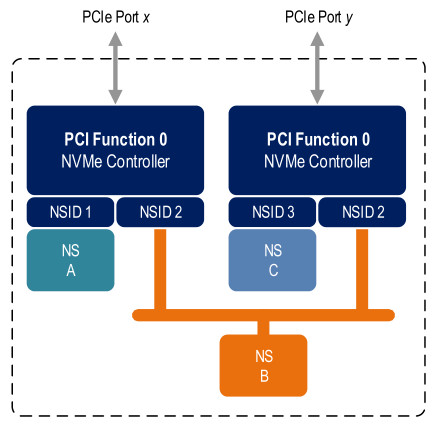 PCIe Port x
PCIe Port y
PCI Function 0
NVMe Controller
PCI Function 0
NVMe Controller
NSID 1
NSID 2
NSID 3
NSID 2
NS
A
NS
C
NS
B